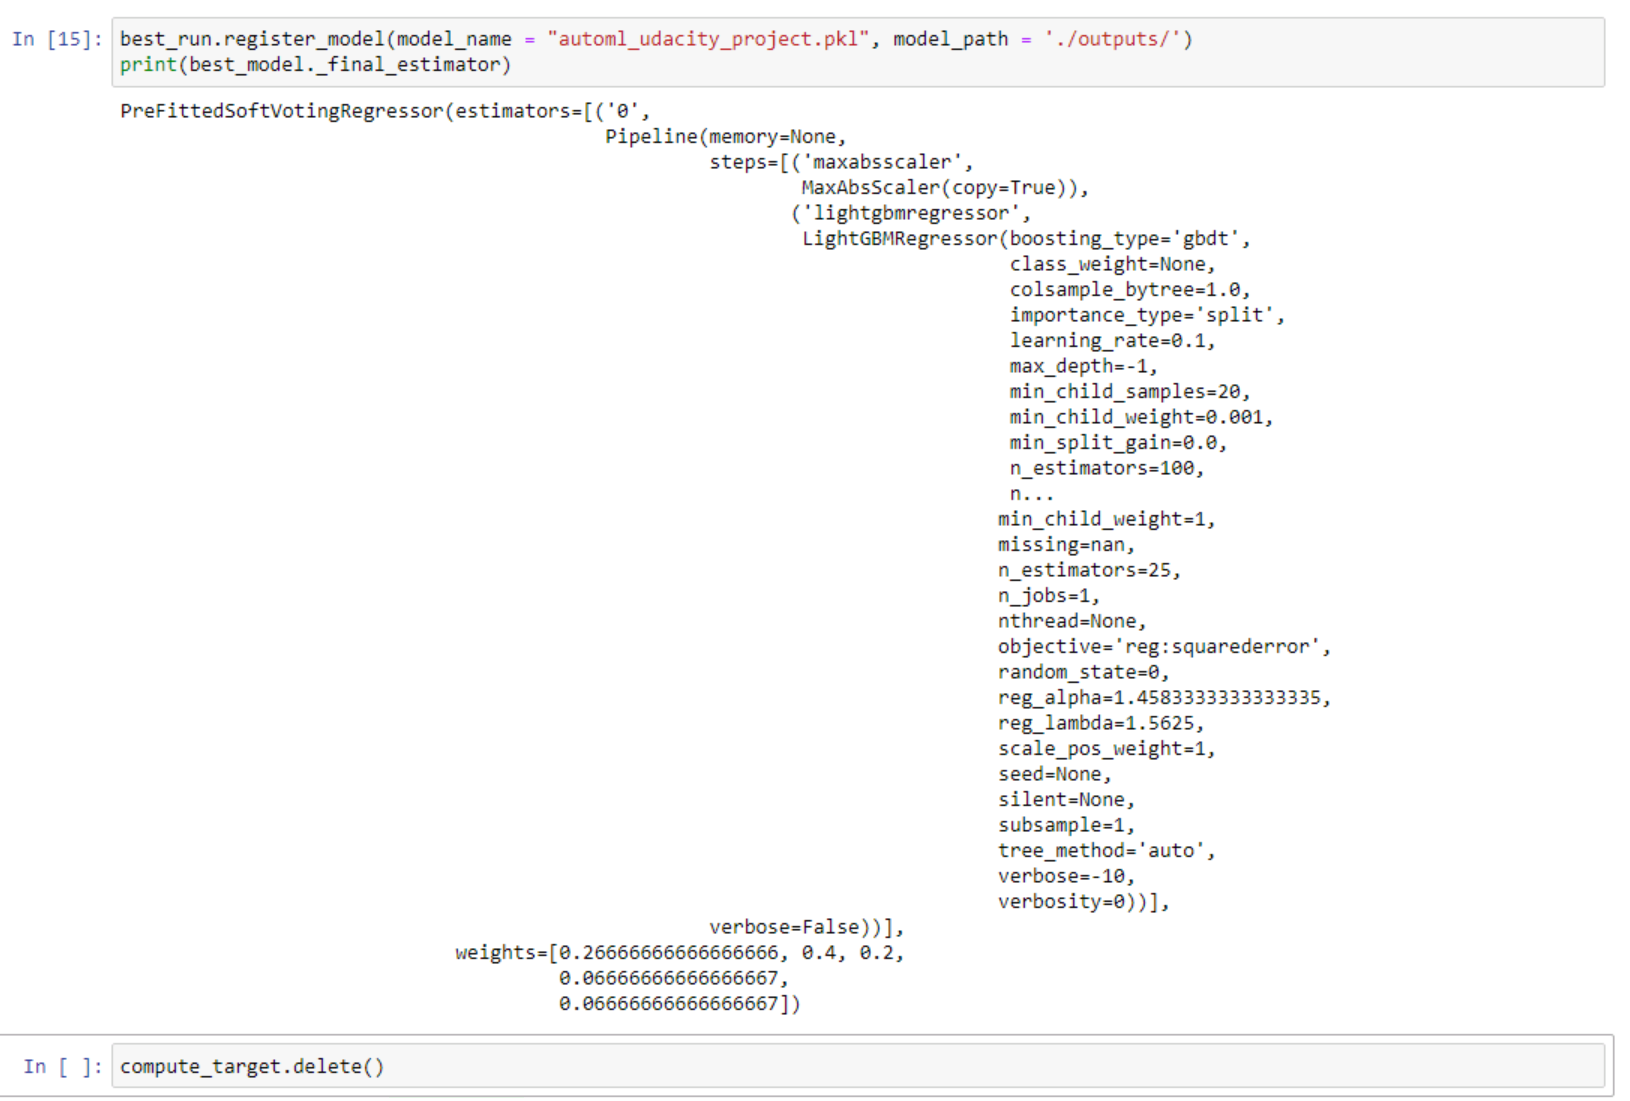 In [15]: best_run.register_model(model_name = "automl_udacity_project.pkl", model_path = './outputs/')
print(best_model._final_estimator)
PreFittedSoftVotingRegressor(estimators=[('0',
Pipeline(memory=None,
steps=[('maxabsscaler',
MaxAbsScaler(copy=True)),
('lightgbmregressor',
LightGBMRegressor(boosting_type='gbdt',
class_weight=None,
colsample_bytree=1.0,
importance_type='split',
learning_rate=0.1,
max_depth=-1,
min_child_samples=20,
min_child_weight=0.001,
min_split_gain=0.0,
n_estimators=100,
n...
min_child_weight=1,
missing=nan,
n_estimators=25,
n_jobs=1,
nthread=None,
objective='reg:squarederror',
random_state=0,
reg_alpha=1.4583333333333335,
reg_lambda=1.5625,
scale_pos_weight=1,
seed=None,
silent=None,
subsample=1,
tree_method='auto',
verbose=-10,
verbosity=0))],
verbose=False))],
weights=[0.26666666666666666, 0.4, 0.2,
0.06666666666666667,
0.06666666666666667])
In [ ]: compute_target.delete()